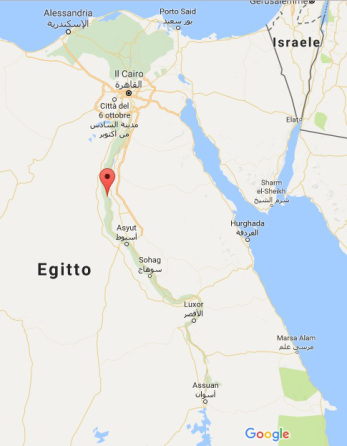 Alessandria
الإسكندرية
Porto Said
بور سعيد
Gerusalemme
Israele
Il Cairo
القاهرة
Città del
6 ottobre
مدينة السادس
من أكتوبر
Elat
Sharm
el-Sheikh
شرم الشيخ
Hurghada
الغردقة
Asyut
أسيوط
Sohag
سوهاج
Egitto
Luxor
الأقصر
Marsa Alam
مرسى علم
Assuan
أسوان
Google